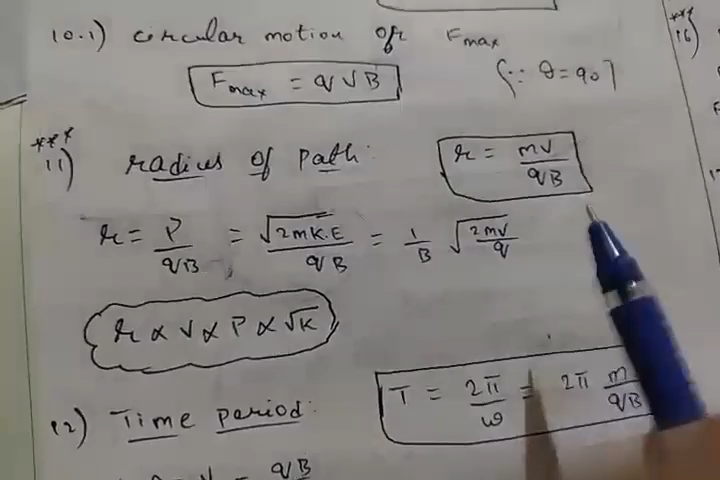 10.1) circular motion of Fmax
Fmax = qVB (∵ θ = 90)
***
11) radius of Path: r = mV/qB
r = P/qB = √(2mK.E)/qB = 1/B √(2mV/q)
r ∝ V ∝ P ∝ √K
12) Time period: T = 2π/ω = 2π m/qB
qB
***
16)